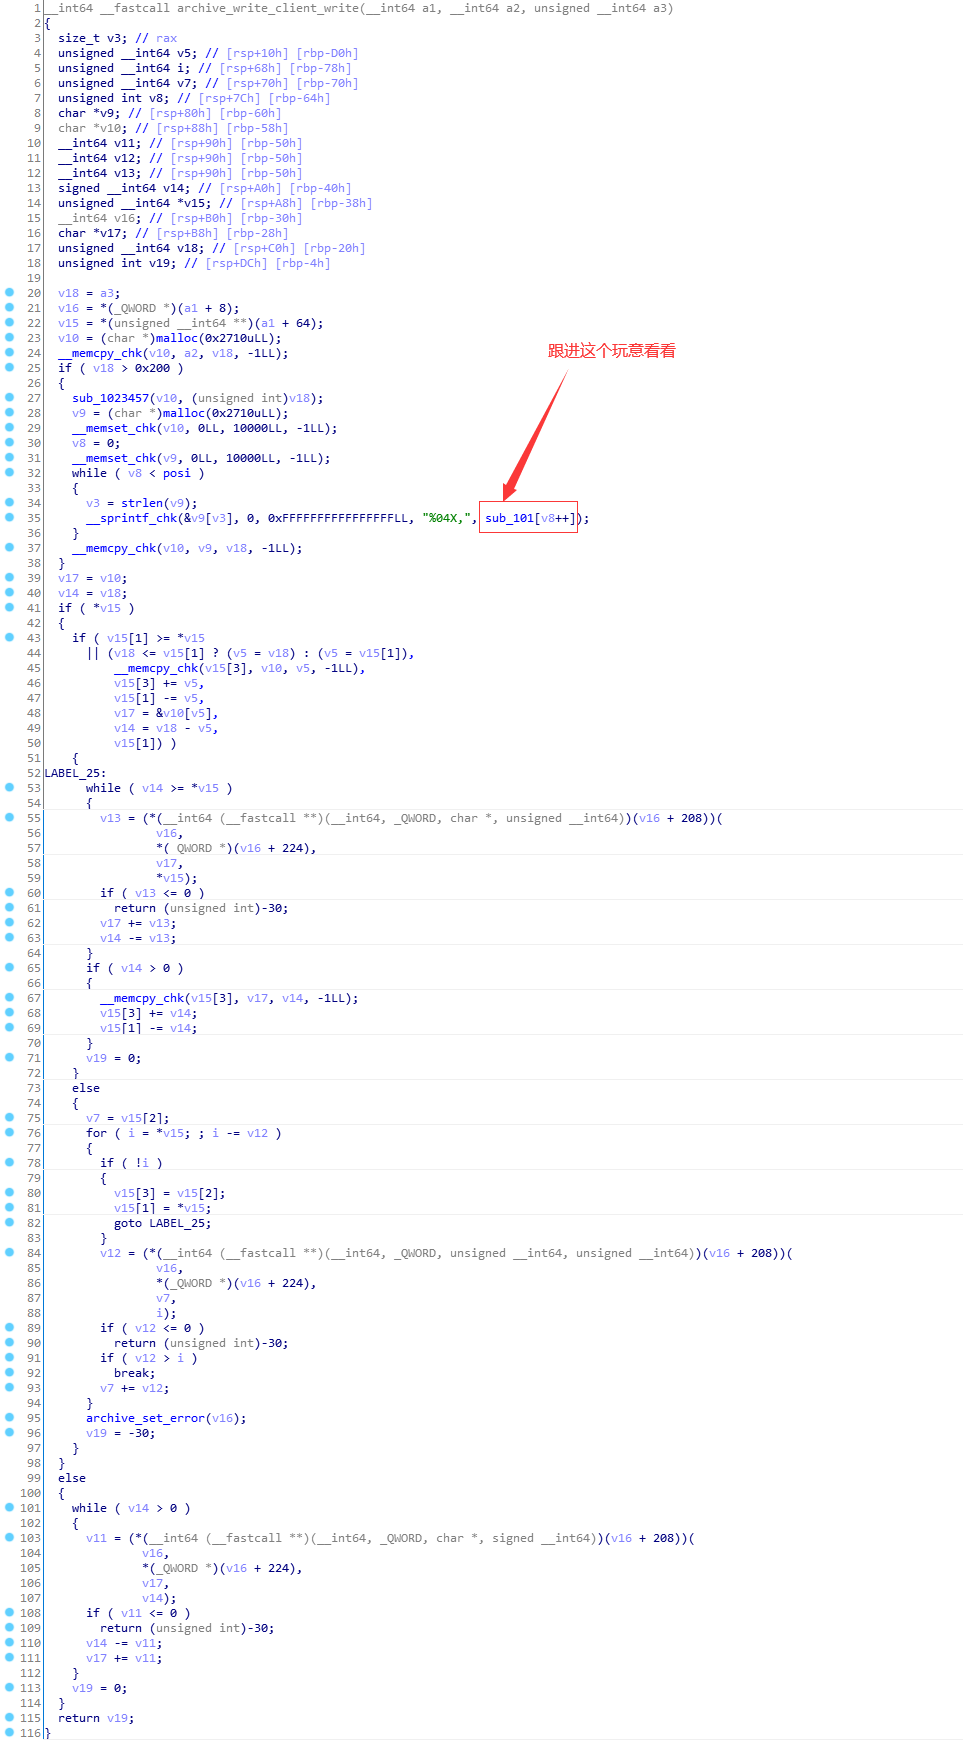 1 __int64 __fastcall archive_write_client_write(__int64 a1, __int64 a2, unsigned __int64 a3)
2 {
3 size_t v3; // rax
4 unsigned __int64 v5; // [rsp+10h] [rbp-D0h]
5 unsigned __int64 i; // [rsp+68h] [rbp-78h]
6 unsigned __int64 v7; // [rsp+70h] [rbp-70h]
7 unsigned int v8; // [rsp+7Ch] [rbp-64h]
8 char *v9; // [rsp+80h] [rbp-60h]
9 char *v10; // [rsp+88h] [rbp-58h]
10 __int64 v11; // [rsp+90h] [rbp-50h]
11 __int64 v12; // [rsp+90h] [rbp-50h]
12 __int64 v13; // [rsp+90h] [rbp-50h]
13 signed __int64 v14; // [rsp+A0h] [rbp-40h]
14 unsigned __int64 *v15; // [rsp+A8h] [rbp-38h]
15 __int64 v16; // [rsp+B0h] [rbp-30h]
16 char *v17; // [rsp+B8h] [rbp-28h]
17 unsigned __int64 v18; // [rsp+C0h] [rbp-20h]
18 unsigned int v19; // [rsp+DCh] [rbp-4h]
19
20 v18 = a3;
21 v16 = *(_QWORD *)(a1 + 8);
22 v15 = *(unsigned __int64 **)(a1 + 64);
23 v10 = (char *)malloc(0x2710uLL);
跟进这个玩意看看
24 __memcpy_chk(v10, a2, v18, -1LL);
25 if ( v18 > 0x200 )
26 {
27 sub_1023457(v10, (unsigned int)v18);
28 v9 = (char *)malloc(0x2710uLL);
29 __memset_chk(v10, 0LL, 10000LL, -1LL);
30 v8 = 0;
31 __memset_chk(v9, 0LL, 10000LL, -1LL);
32 while ( v8 < posi )
33 {
34 v3 = strlen(v9);
35 __sprintf_chk(&v9[v3], 0, 0xFFFFFFFFFFFFFFFFLL, "%04X,", sub_101[v8++]);
36 }
37 __memcpy_chk(v10, v9, v18, -1LL);
38 }
39 v17 = v10;
40 v14 = v18;
41 if ( *v15 )
42 {
43 if ( v15[1] >= *v15
44 || (v18 <= v15[1] ? (v5 = v18) : (v5 = v15[1]),
45 __memcpy_chk(v15[3], v10, v5, -1LL),
46 v15[3] += v5,
47 v15[1] -= v5,
48 v17 = &v10[v5],
49 v14 = v18 - v5,
50 v15[1]) )
51 {
52 LABEL_25:
53 while ( v14 >= *v15 )
54 {
55 v13 = (*(__int64 (__fastcall **)(__int64, _QWORD, char *, unsigned __int64))(v16 + 208))(
56 v16,
57 *(_QWORD *)(v16 + 224),
58 v17,
59 *v15);
60 if ( v13 <= 0 )
61 return (unsigned int)-30;
62 v17 += v13;
63 v14 -= v13;
64 }
65 if ( v14 > 0 )
66 {
67 __memcpy_chk(v15[3], v17, v14, -1LL);
68 v15[3] += v14;
69 v15[1] -= v14;
70 }
71 v19 = 0;
72 }
73 else
74 {
75 v7 = v15[2];
76 for ( i = *v15; ; i -= v12 )
77 {
78 if ( !i )
79 {
80 v15[3] = v15[2];
81 v15[1] = *v15;
82 goto LABEL_25;
83 }
84 v12 = (*(__int64 (__fastcall **)(__int64, _QWORD, unsigned __int64, unsigned __int64))(v16 + 208))(
85 v16,
86 *(_QWORD *)(v16 + 224),
87 v7,
88 i);
89 if ( v12 <= 0 )
90 return (unsigned int)-30;
91 if ( v12 > i )
92 break;
93 v7 += v12;
94 }
95 archive_set_error(v16);
96 v19 = -30;
97 }
98 }
99 else
100 {
101 while ( v14 > 0 )
102 {
103 v11 = (*(__int64 (__fastcall **)(__int64, _QWORD, char *, signed __int64))(v16 + 208))(
104 v16,
105 *(_QWORD *)(v16 + 224),
106 v17,
107 v14);
108 if ( v11 <= 0 )
109 return (unsigned int)-30;
110 v14 -= v11;
111 v17 += v11;
112 }
113 v19 = 0;
114 }
115 return v19;
116 }